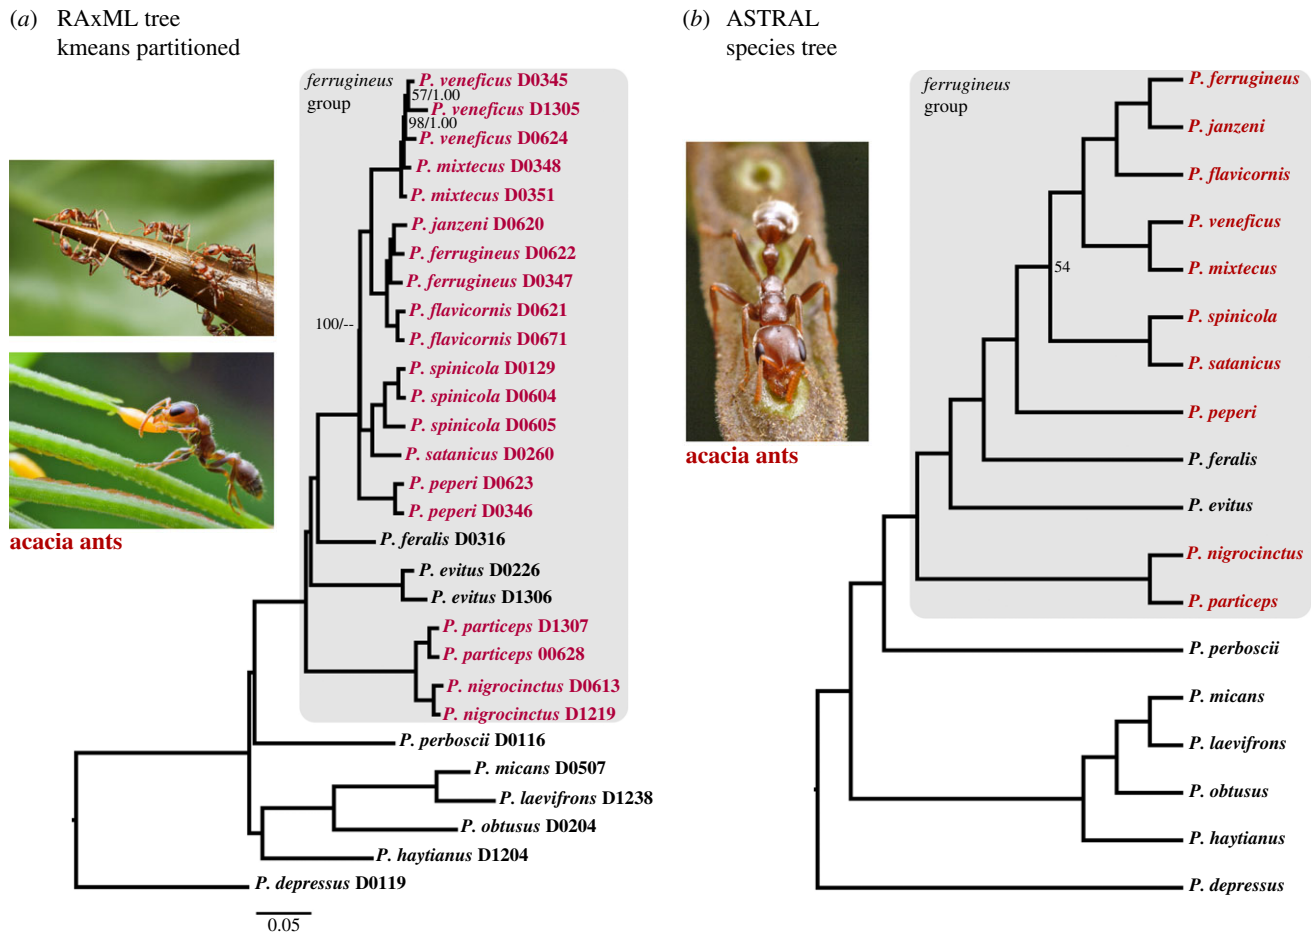 (a) RAxML tree
kmeans partitioned
ferrugineus
group
P. veneficus D0345
57/1.00
P. veneficus D1305
98/1.00
P. veneficus D0624
P. mixtecus D0348
P. mixtecus D0351
P. janzeni D0620
P. ferrugineus D0622
P. ferrugineus D0347
P. flavicornis D0621
100/--
P. flavicornis D0671
P. spinicola D0129
P. spinicola D0604
P. spinicola D0605
P. satanicus D0260
P. peperi D0623
P. peperi D0346
acacia ants
P. feralis D0316
P. evitus D0226
P. evitus D1306
P. particeps D1307
P. particeps 00628
P. nigrocinctus D0613
P. nigrocinctus D1219
P. perboscii D0116
P. micans D0507
P. laevifrons D1238
P. obtusus D0204
P. haytianus D1204
P. depressus D0119
0.05
(b) ASTRAL
species tree
ferrugineus
group
P. ferrugineus
P. janzeni
P. flavicornis
P. veneficus
54
P. mixtecus
P. spinicola
P. satanicus
P. peperi
acacia ants
P. feralis
P. evitus
P. nigrocinctus
P. particeps
P. perboscii
P. micans
P. laevifrons
P. obtusus
P. haytianus
P. depressus